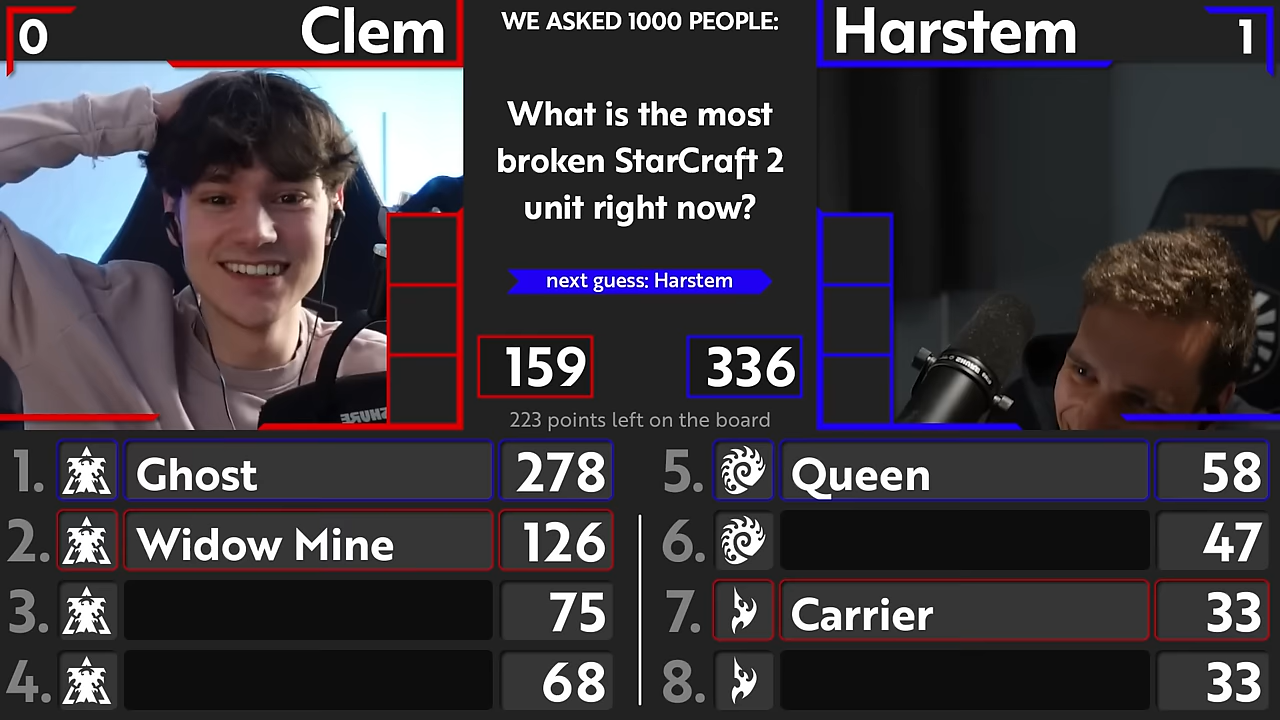 0
Clem
WE ASKED 1000 PEOPLE:
Harstem
1
What is the most
broken StarCraft 2
unit right now?
next guess: Harstem
159
336
223 points left on the board
SHURE
1.
Ghost
278
2.
Widow Mine
126
3.
75
4.
68
5.
Queen
58
6.
47
7.
Carrier
33
8.
33